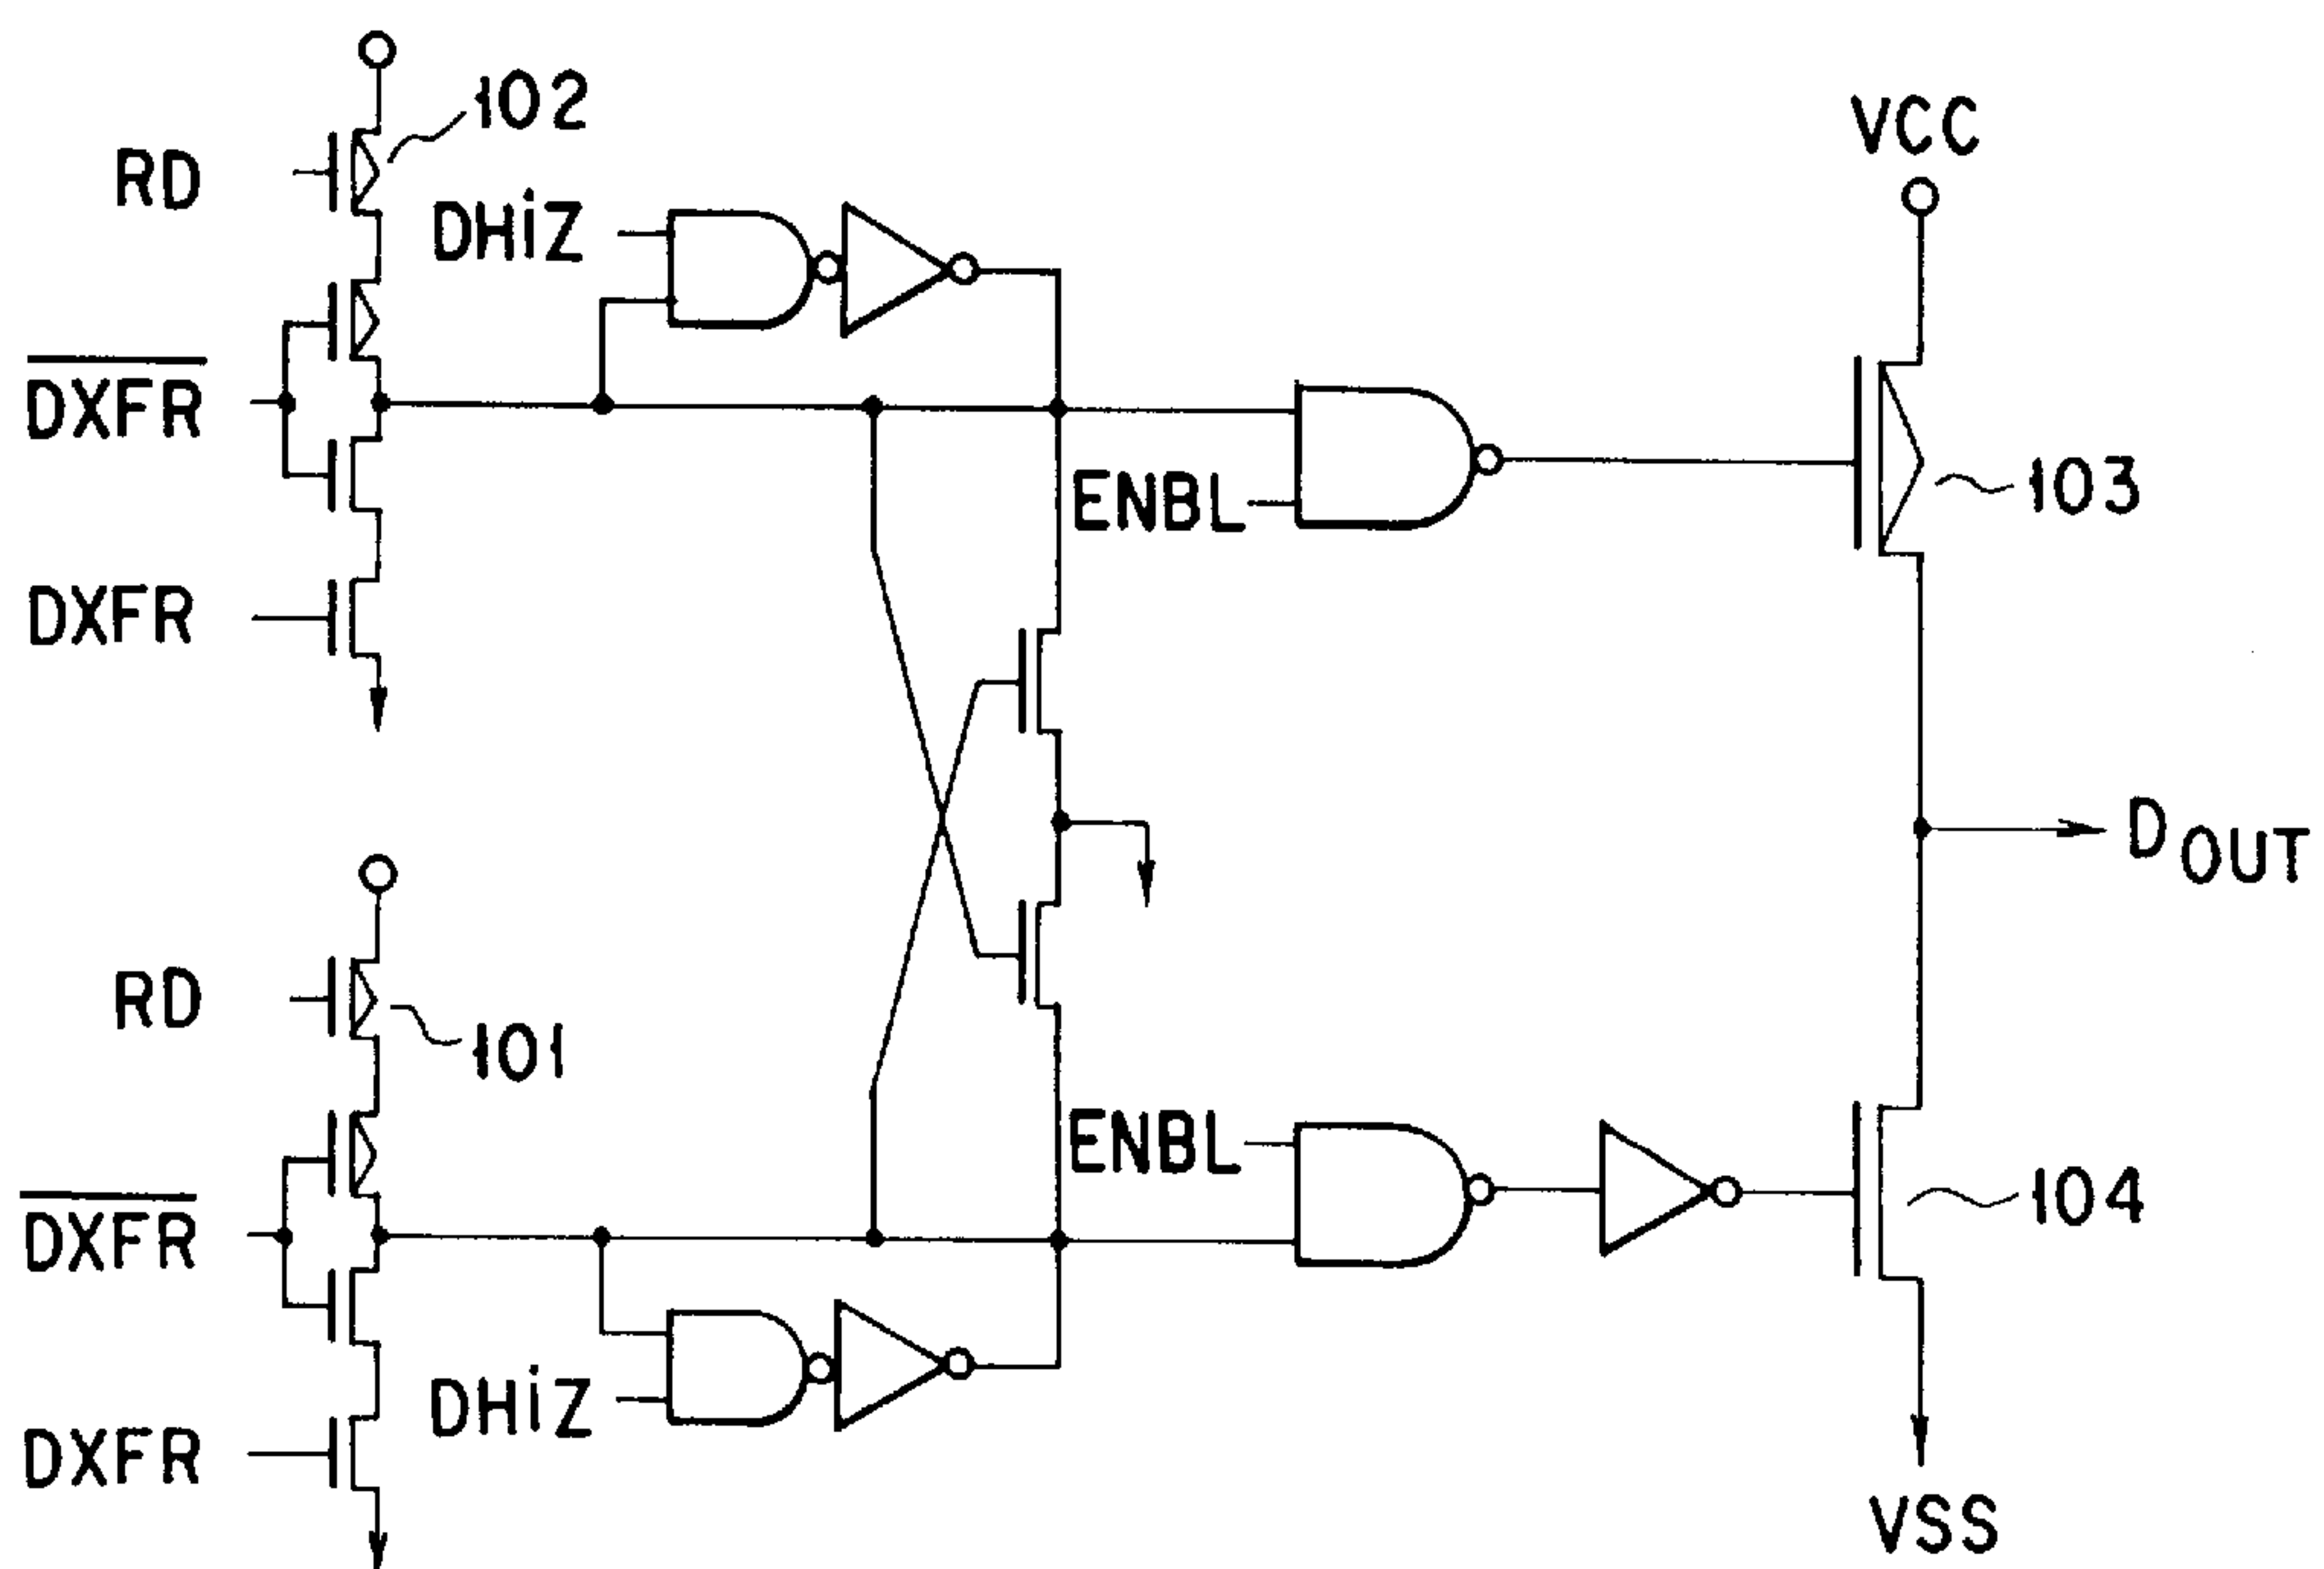 102
RD
VCC
DHiZ
DXFR
ENBL
103
DXFR
DOUT
RD
101
ENBL
DXFR
104
DHiZ
DXFR
VSS